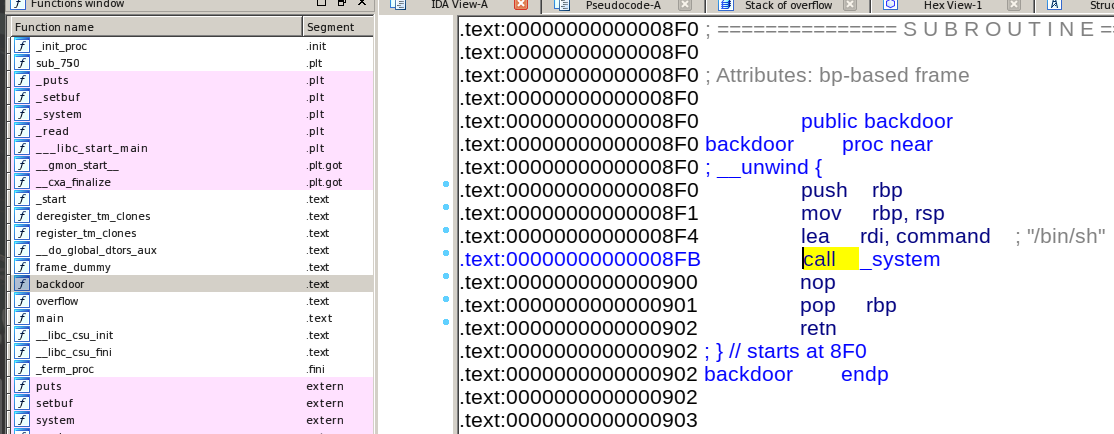 Functions window
Function name Segment
_init_proc .init
sub_750 .plt
_puts .plt
_setbuf .plt
_system .plt
_read .plt
___libc_start_main .plt
__gmon_start__ .plt.got
__cxa_finalize .plt.got
_start .text
deregister_tm_clones .text
register_tm_clones .text
__do_global_dtors_aux .text
frame_dummy .text
backdoor .text
overflow .text
main .text
__libc_csu_init .text
__libc_csu_fini .text
_term_proc .fini
puts extern
setbuf extern
system extern
IDA View-A Pseudocode-A Stack of overflow Hex View-1
.text:00000000000008F0 ; =============== S U B R O U T I N E ==
.text:00000000000008F0
.text:00000000000008F0 ; Attributes: bp-based frame
.text:00000000000008F0
.text:00000000000008F0 public backdoor
.text:00000000000008F0 backdoor proc near
.text:00000000000008F0 ; __unwind {
.text:00000000000008F0 push rbp
.text:00000000000008F1 mov rbp, rsp
.text:00000000000008F4 lea rdi, command ; "/bin/sh"
.text:00000000000008FB call _system
.text:0000000000000900 nop
.text:0000000000000901 pop rbp
.text:0000000000000902 retn
.text:0000000000000902 ; } // starts at 8F0
.text:0000000000000902 backdoor endp
.text:0000000000000902
.text:0000000000000903